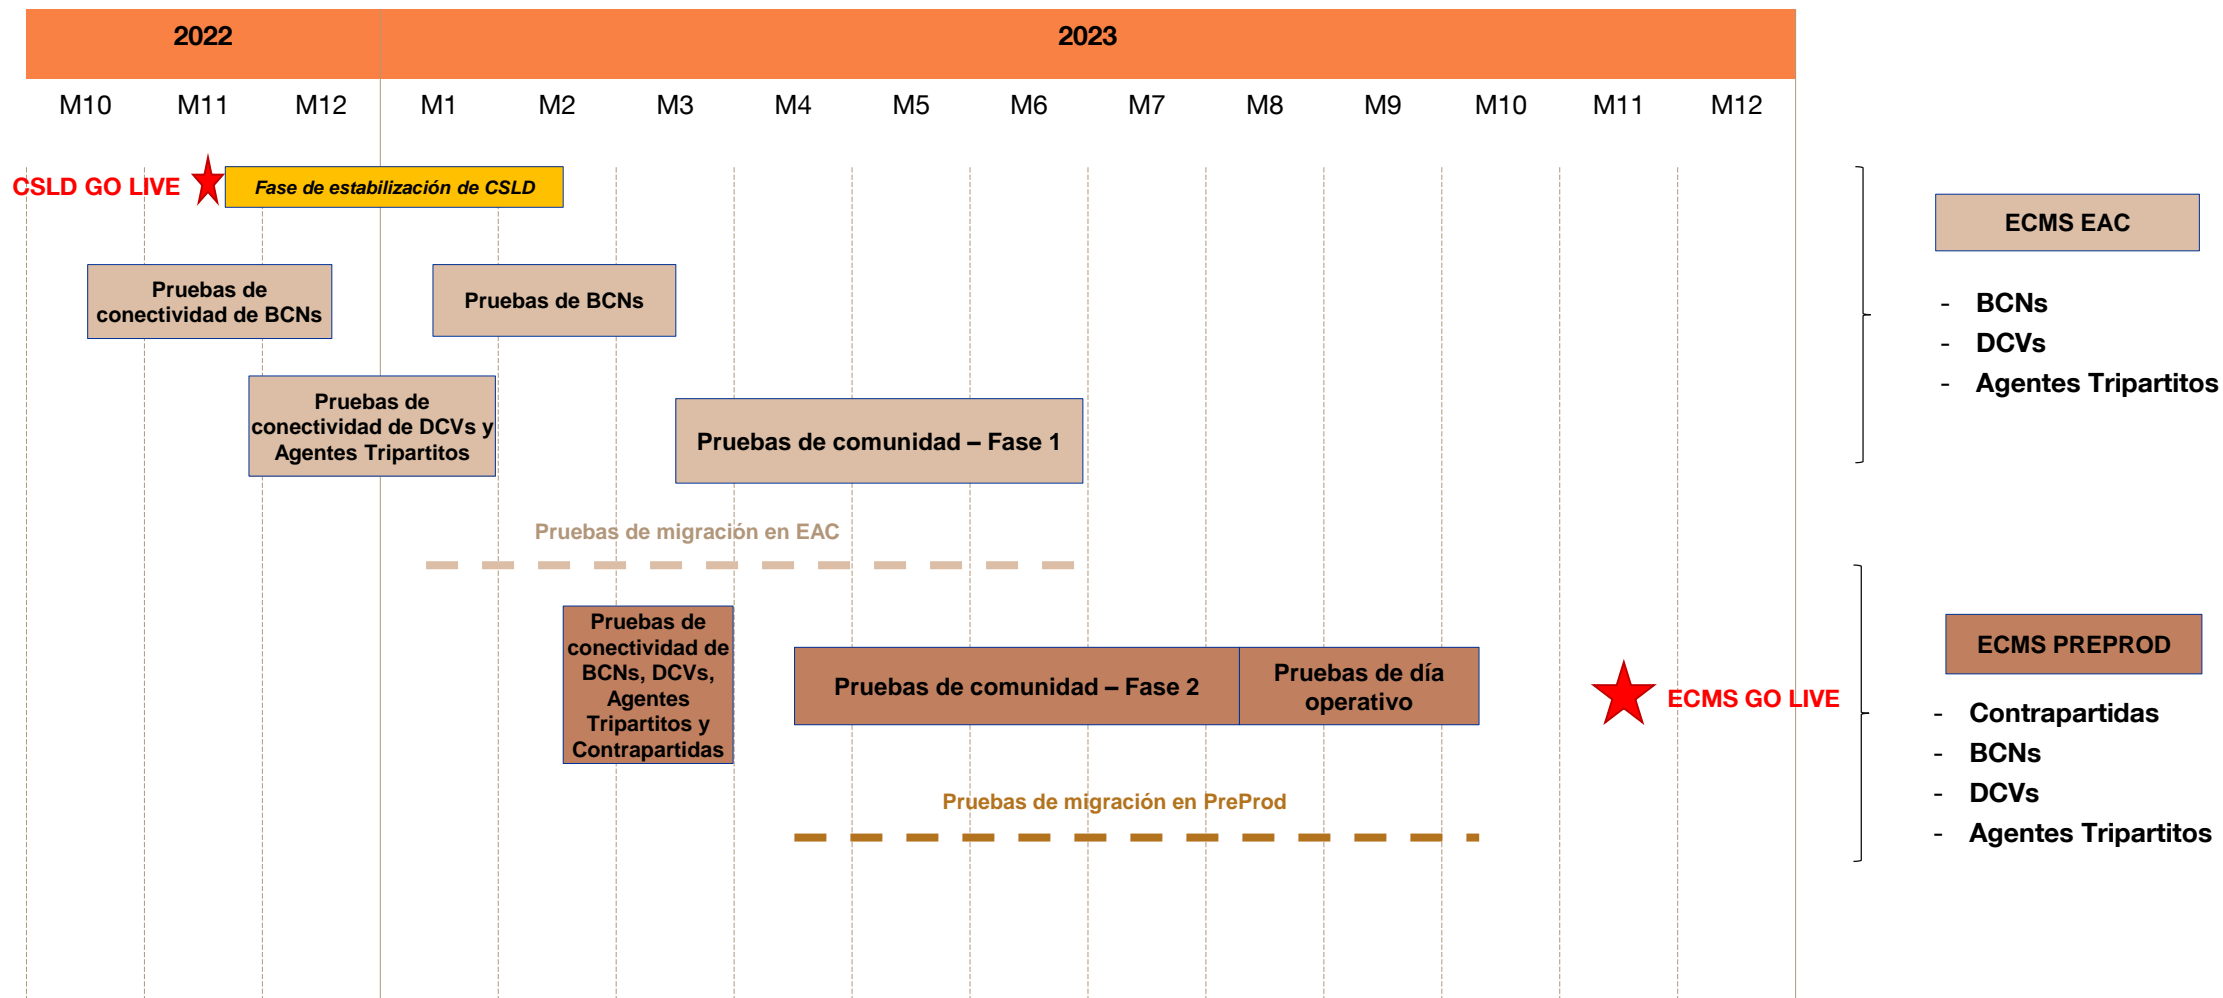 2022
2023
M10
M11
M12
M1
M2
M3
M4
M5
M6
M7
M8
M9
M10
M11
M12
CSLD GO LIVE
Fase de estabilización de CSLD
Pruebas de
conectividad de BCNs
Pruebas de BCNs
Pruebas de
conectividad de DCVs y
Agentes Tripartitos
Pruebas de comunidad – Fase 1
Pruebas de migración en EAC
ECMS EAC
- BCNs
- DCVs
- Agentes Tripartitos
Pruebas de
conectividad de
BCNs, DCVs,
Agentes
Tripartitos y
Contrapartidas
Pruebas de comunidad – Fase 2
Pruebas de día
operativo
ECMS GO LIVE
Pruebas de migración en PreProd
ECMS PREPROD
- Contrapartidas
- BCNs
- DCVs
- Agentes Tripartitos